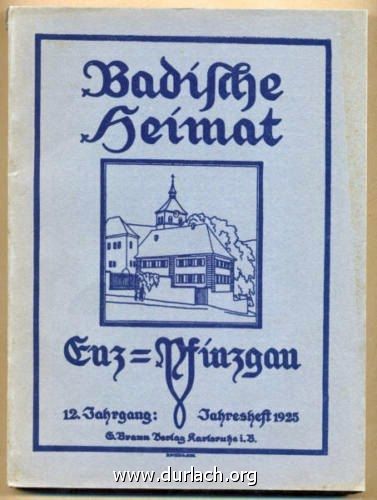 Badische
Heimat
Enz=Pfinzgau
12. Jahrgang: Jahresheft 1925
G. Braun Verlag Karlsruhe i. B.
www.durlach.org